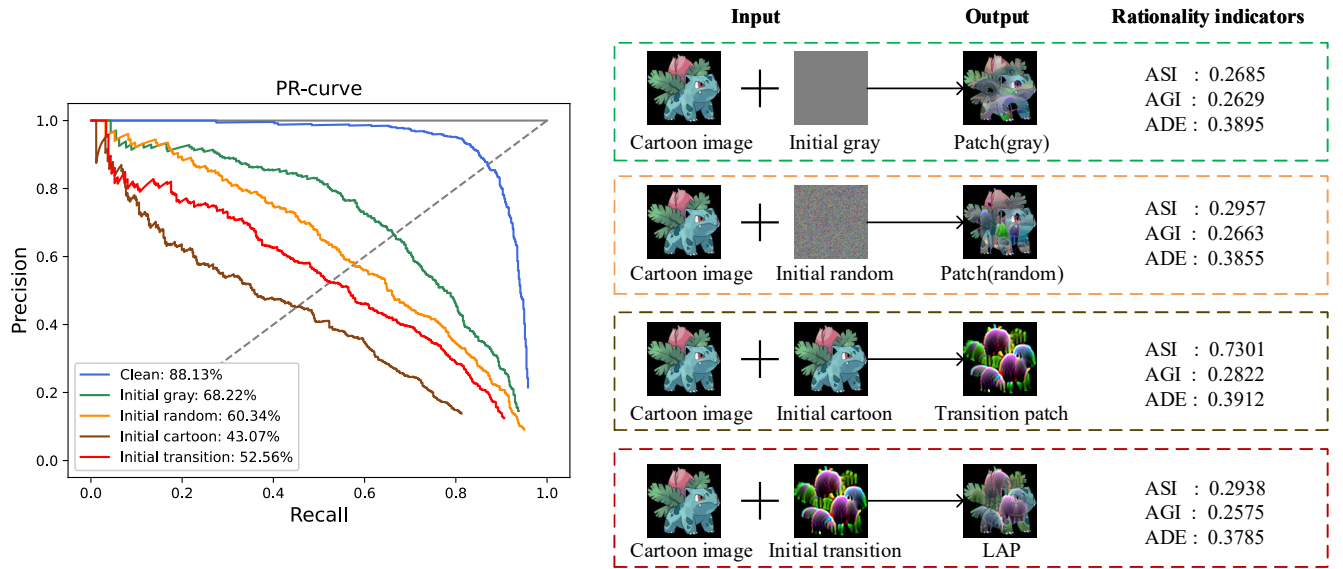 PR-curve
Precision
1.0
0.8
0.6
0.4
0.2
0.0
Clean: 88.13%
Initial gray: 68.22%
Initial random: 60.34%
Initial cartoon: 43.07%
Initial transition: 52.56%
0.0 0.2 0.4 0.6 0.8 1.0
Recall
Input Output Rationality indicators
ASI : 0.2685
AGI : 0.2629
ADE : 0.3895
Cartoon image Initial gray Patch(gray)
ASI : 0.2957
AGI : 0.2663
ADE : 0.3855
Cartoon image Initial random Patch(random)
ASI : 0.7301
AGI : 0.2822
ADE : 0.3912
Cartoon image Initial cartoon Transition patch
ASI : 0.2938
AGI : 0.2575
ADE : 0.3785
Cartoon image Initial transition LAP